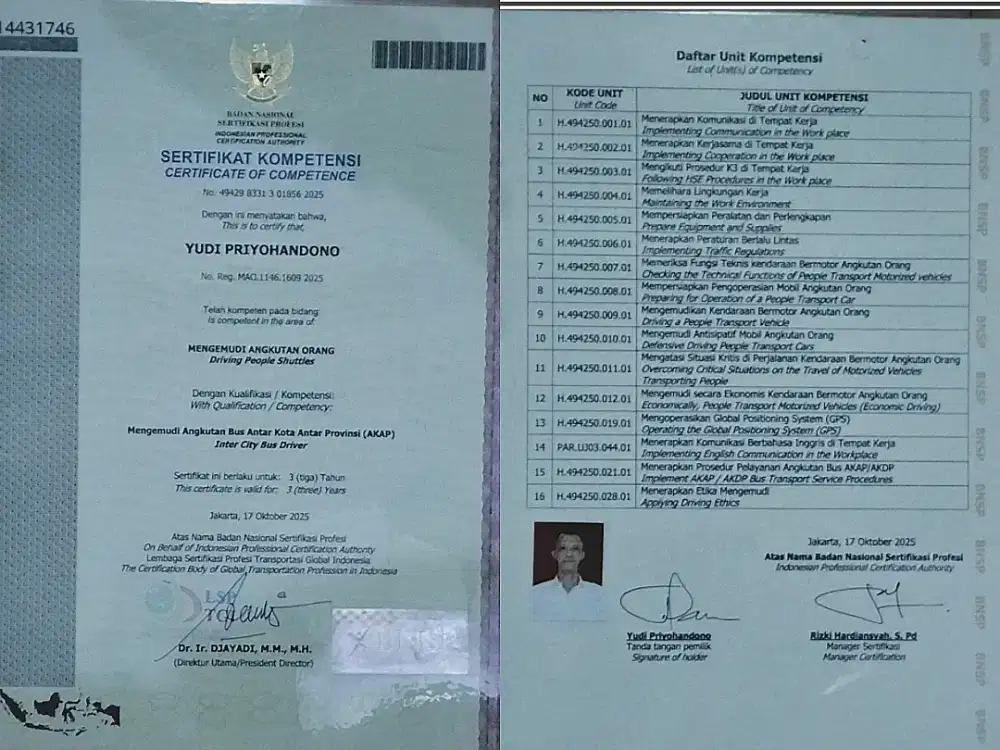 14431746
BADAN NASIONAL
SERTIFIKASI PROFESI
INDONESIAN PROFESSIONAL
CERTIFICATION AUTHORITY
SERTIFIKAT KOMPETENSI
CERTIFICATE OF COMPETENCE
No. 49429 8331 3 01856 2025
Dengan ini menyatakan bahwa,
This is to certify that,
YUDI PRIYOHANDONO
No. Reg. MAO.1146.1609 2025
Telah kompeten pada bidang:
Is competent in the area of:
MENGEMUDI ANGKUTAN ORANG
Driving People Shuttles
Dengan Kualifikasi / Kompetensi:
With Qualification / Competency:
Mengemudi Angkutan Bus Antar Kota Antar Provinsi (AKAP)
Inter City Bus Driver
Sertifikat ini berlaku untuk: 3 (tiga) Tahun
This certificate is valid for: 3 (three) Years
Jakarta, 17 Oktober 2025
Atas Nama Badan Nasional Sertifikasi Profesi
On Behalf of Indonesian Professional Certification Authority
Lembaga Sertifikasi Profesi Transportasi Global Indonesia
The Certification Body of Global Transportation Profession in Indonesia
LSP
Dr. Ir. DJAYADI, M.M., M.H.
(Direktur Utama/President Director)
Daftar Unit Kompetensi
List of Unit(s) of Competency
NO KODE UNIT JUDUL UNIT KOMPETENSI
Unit Code Title of Unit of Competency
1 H.494250.001.01 Menerapkan Komunikasi di Tempat Kerja
Implementing Communication in the Work place
2 H.494250.002.01 Menerapkan Kerjasama di Tempat Kerja
Implementing Cooperation in the Work place
3 H.494250.003.01 Mengikuti Prosedur K3 di Tempat Kerja
Following HSE Procedures in the Work place
4 H.494250.004.01 Memelihara Lingkungan Kerja
Maintaining the Work Environment
5 H.494250.005.01 Mempersiapkan Peralatan dan Perlengkapan
Prepare Equipment and Supplies
6 H.494250.006.01 Menerapkan Peraturan Berlalu Lintas
Implementing Traffic Regulations
7 H.494250.007.01 Memeriksa Fungsi Teknis kendaraan Bermotor Angkutan Orang
Checking the Technical Functions of People Transport Motorized vehicles
8 H.494250.008.01 Mempersiapkan Pengoperasian Mobil Angkutan Orang
Preparing for Operation of a People Transport Car
9 H.494250.009.01 Mengemudikan Kendaraan Bermotor Angkutan Orang
Driving a People Transport Vehicle
10 H.494250.010.01 Mengemudi Antisipatif Mobil Angkutan Orang
Defensive Driving People Transport Cars
11 H.494250.011.01 Mengatasi Situasi Kritis di Perjalanan Kendaraan Bermotor Angkutan Orang
Overcoming Critical Situations on the Travel of Motorized Vehicles
Transporting People
12 H.494250.012.01 Mengemudi secara Ekonomis Kendaraan Bermotor Angkutan Orang
Economically, People Transport Motorized Vehicles (Economic Driving)
13 H.494250.019.01 Mengoperasikan Global Positioning System (GPS)
Operating the Global Positioning System (GPS)
14 PAR.UJ03.044.01 Menerapkan Komunikasi Berbahasa Inggris di Tempat Kerja
Implementing English Communication in the Workplace
15 H.494250.021.01 Menerapkan Prosedur Pelayanan Angkutan Bus AKAP/AKDP
Implement AKAP / AKDP Bus Transport Service Procedures
16 H.494250.028.01 Menerapkan Etika Mengemudi
Applying Driving Ethics
Jakarta, 17 Oktober 2025
Atas Nama Badan Nasional Sertifikasi Profesi
Indonesian Professional Certification Authority
Yudi Priyohandono
Tanda tangan pemilik
Signature of holder
Rizki Hardiansyah, S. Pd
Manager Sertifikasi
Manager Certification
BNSP
BNSP
BNSP
BNSP
BNSP
BNSP
BNSP
BNSP
BNSP
BNSP
BNSP
BNSP
BNSP